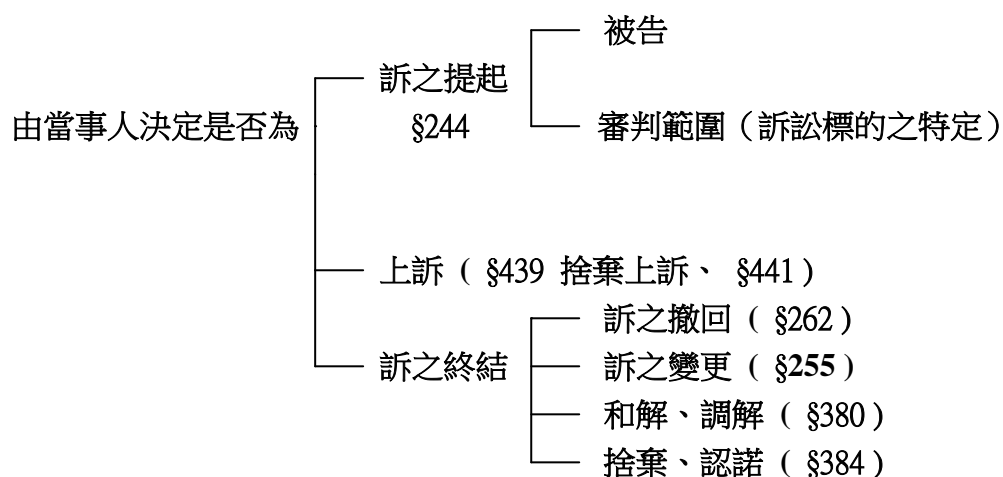 被告
訴之提起
由當事人決定是否為
§244
審判範圍（訴訟標的之特定）
上訴（ §439 捨棄上訴、 §441）
訴之撤回（ §262）
訴之終結
訴之變更（ §255）
和解、調解（ §380）
捨棄、認諾（ §384）